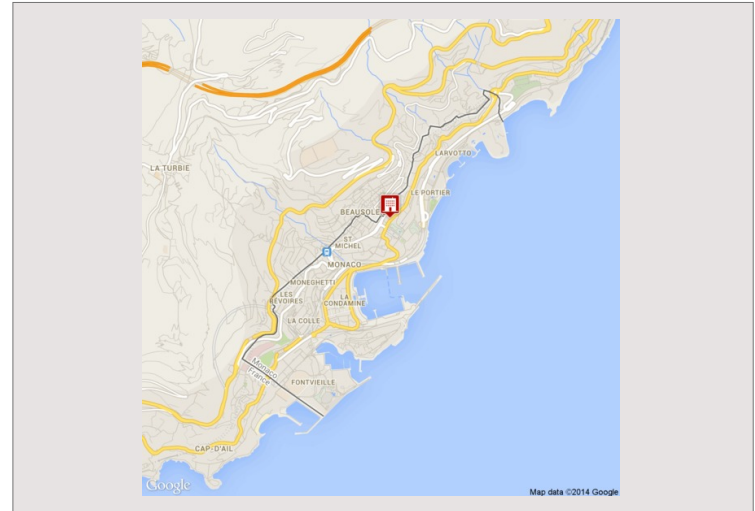 LARVOTTO
LA TURBIE
LE PORTIER
BEAUSOLE
ST
MICHEL
MONACO
MONEGHETTI
LES
RÉVOIRES
LA
CONDAMINE
LA COLLE
Monaco
France
FONTVIEILLE
CAP-D'AIL
Google
Map data ©2014 Google